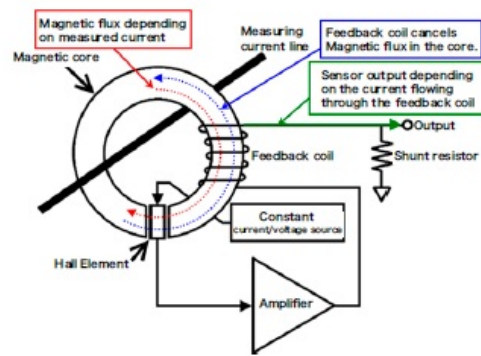 Magnetic flux depending
on measured current
Magnetic core
Measuring
current line
Feedback coil cancels
Magnetic flux in the core.
Sensor output depending
on the current flowing
through the feedback coil
Output
Feedback coil
Shunt resistor
Constant
current/voltage source
Hall Element
Amplifier